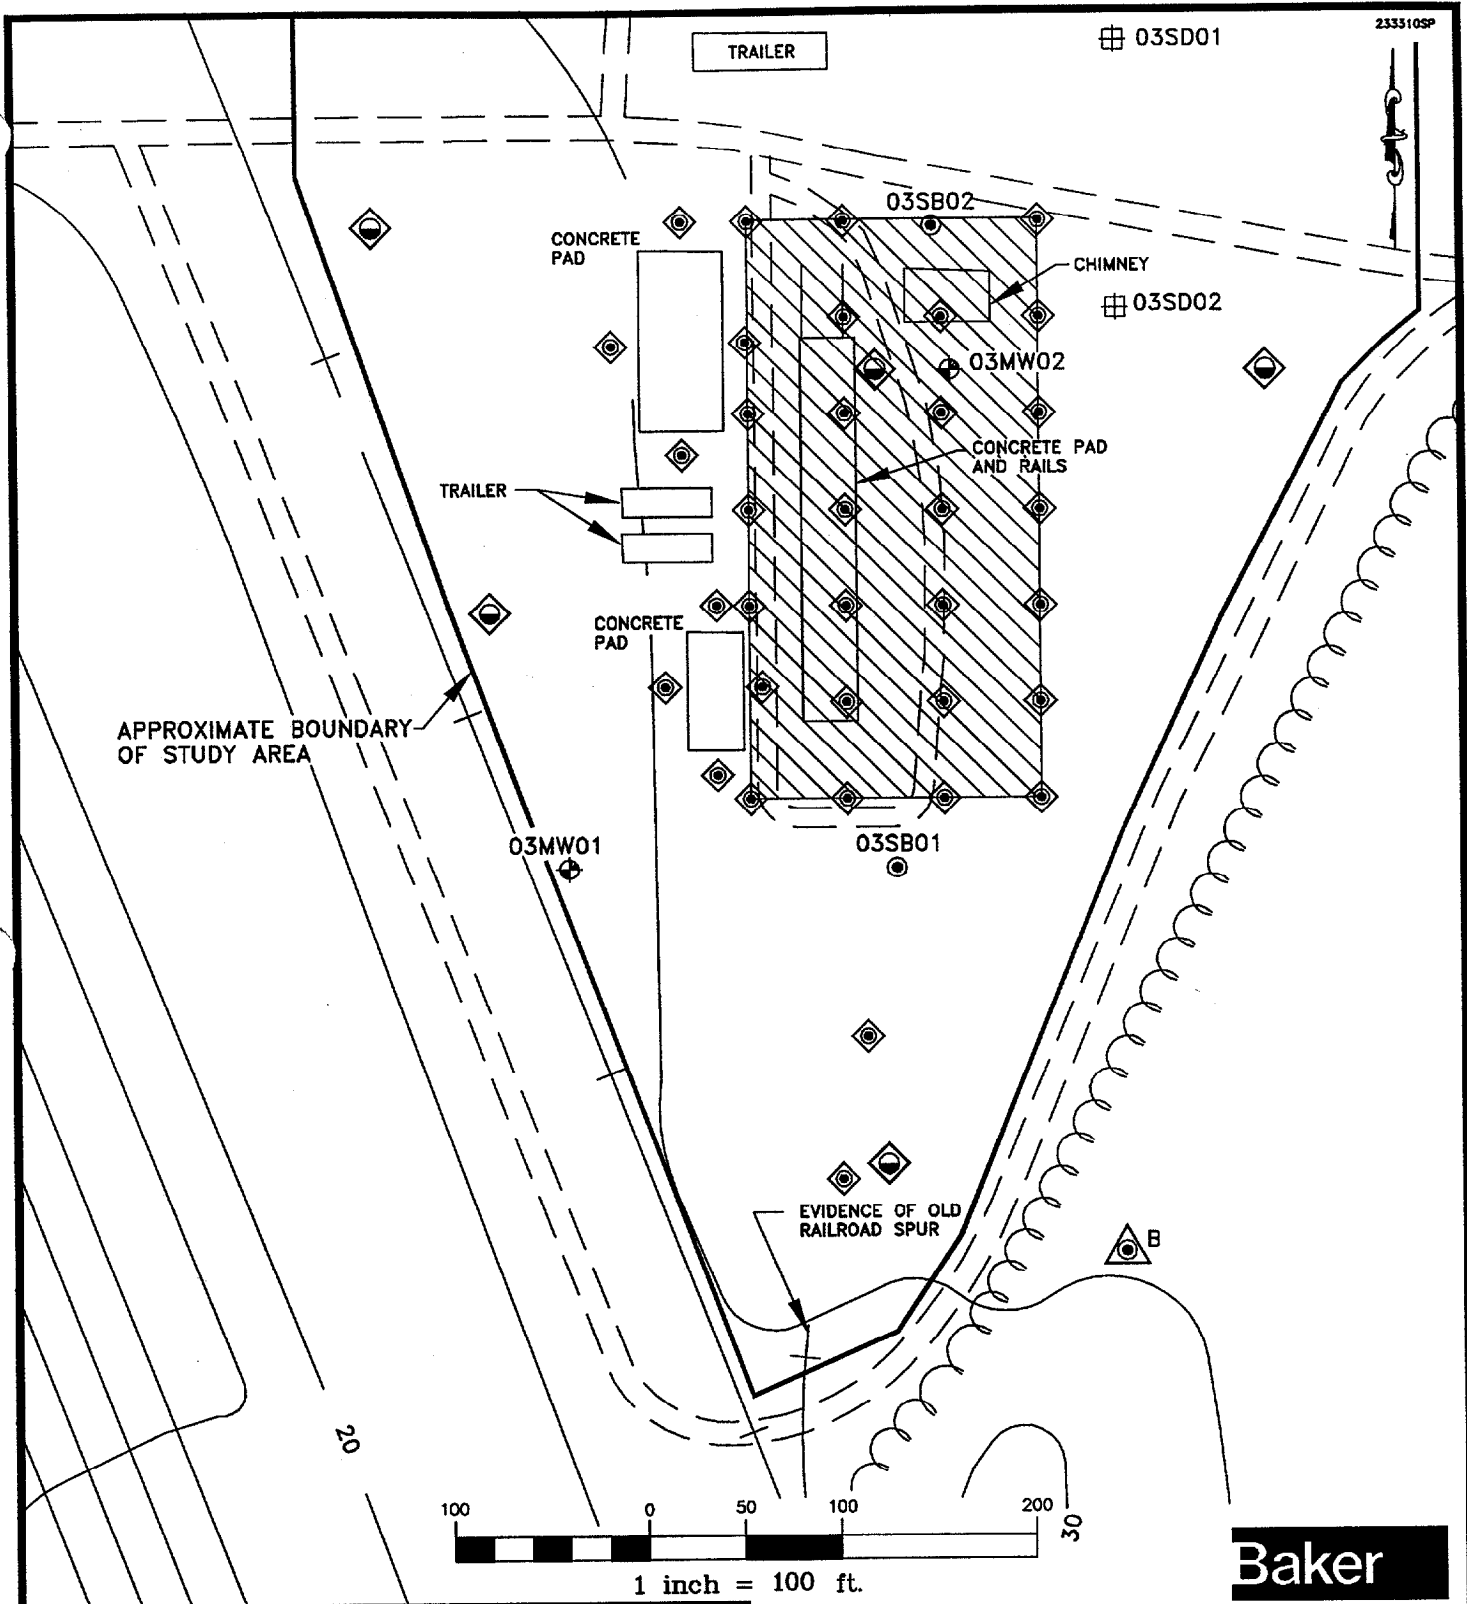 233310SP
TRAILER
03SD01
03SB02
CONCRETE
PAD
CHIMNEY
03SD02
03MW02
CONCRETE PAD
AND RAILS
TRAILER
CONCRETE
PAD
APPROXIMATE BOUNDARY
OF STUDY AREA
03MW01
03SB01
EVIDENCE OF OLD
RAILROAD SPUR
B
20
100 0 50 100 200
30
1 inch = 100 ft.
Baker